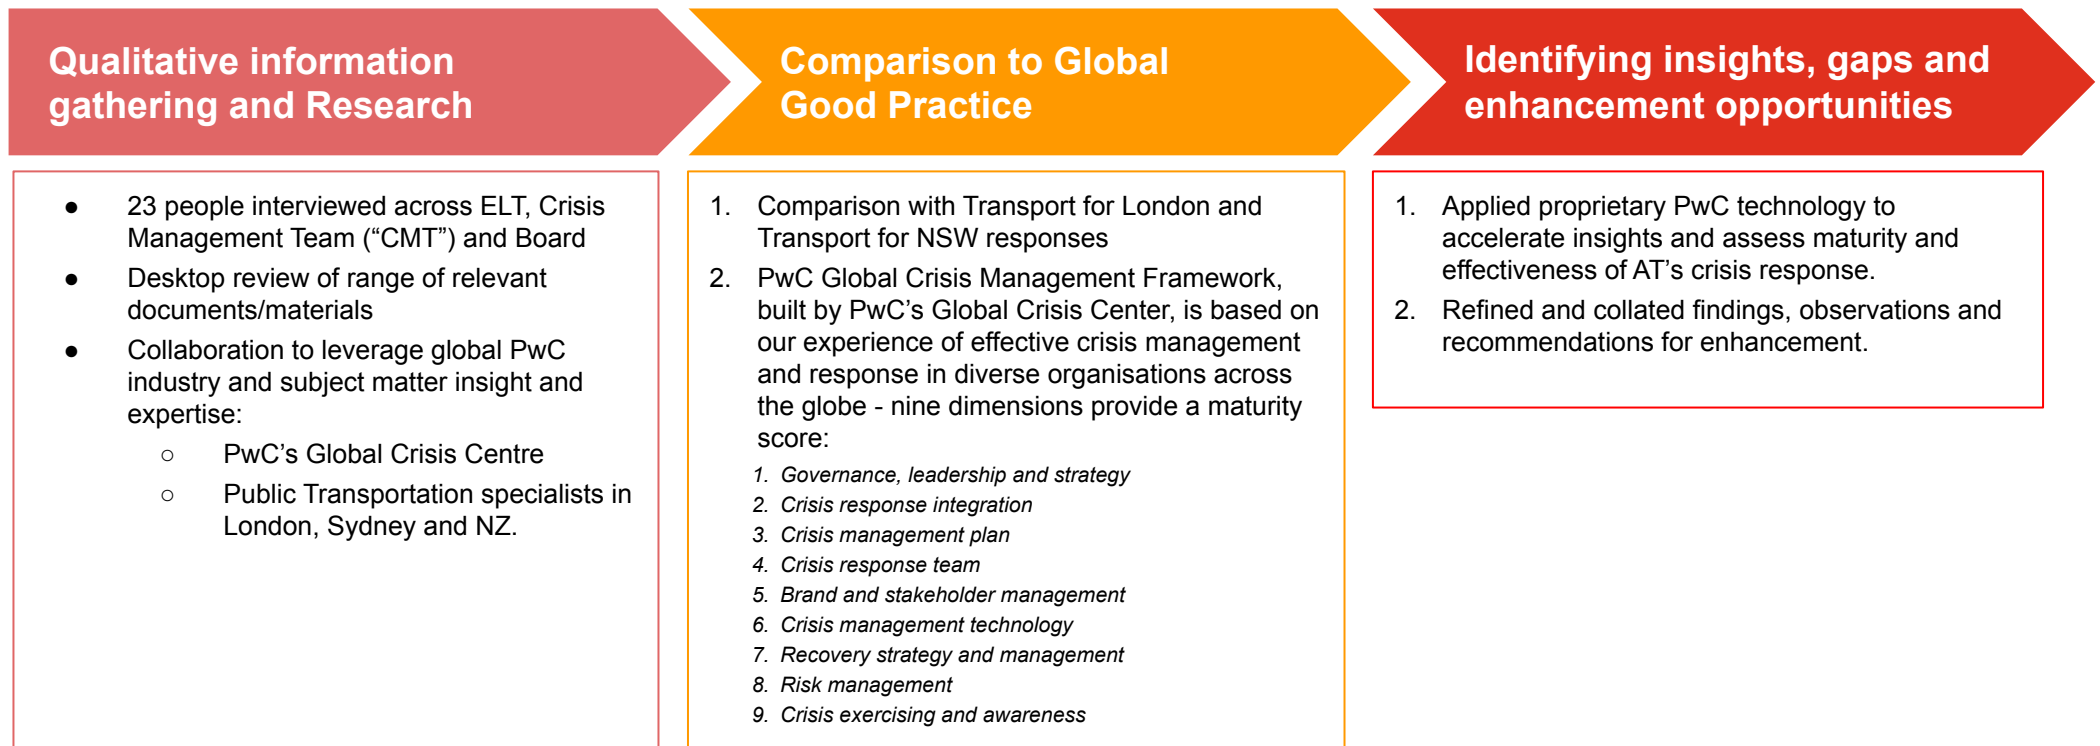 Qualitative information
gathering and Research
● 23 people interviewed across ELT, Crisis
Management Team (“CMT”) and Board
● Desktop review of range of relevant
documents/materials
● Collaboration to leverage global PwC
industry and subject matter insight and
expertise:
○ PwC’s Global Crisis Centre
○ Public Transportation specialists in
London, Sydney and NZ.
Comparison to Global
Good Practice
1. Comparison with Transport for London and
Transport for NSW responses
2. PwC Global Crisis Management Framework,
built by PwC’s Global Crisis Center, is based on
our experience of effective crisis management
and response in diverse organisations across
the globe - nine dimensions provide a maturity
score:
1. Governance, leadership and strategy
2. Crisis response integration
3. Crisis management plan
4. Crisis response team
5. Brand and stakeholder management
6. Crisis management technology
7. Recovery strategy and management
8. Risk management
9. Crisis exercising and awareness
Identifying insights, gaps and
enhancement opportunities
1. Applied proprietary PwC technology to
accelerate insights and assess maturity and
effectiveness of AT’s crisis response.
2. Refined and collated findings, observations and
recommendations for enhancement.